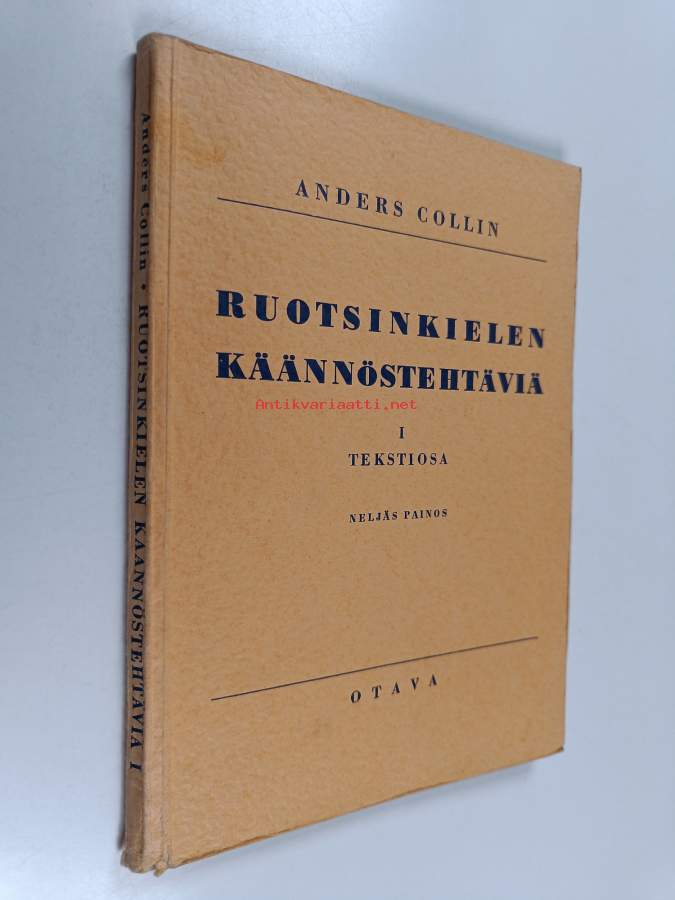 Anders Collin • RUOTSINKIELEN KÄÄNNÖSTEHTÄVIÄ I
ANDERS COLLIN
RUOTSINKIELEN
KÄÄNNÖSTEHTÄVIÄ
Antikvariaatti.net
I
TEKSTIOSA
NELJÄS PAINOS
OTAVA